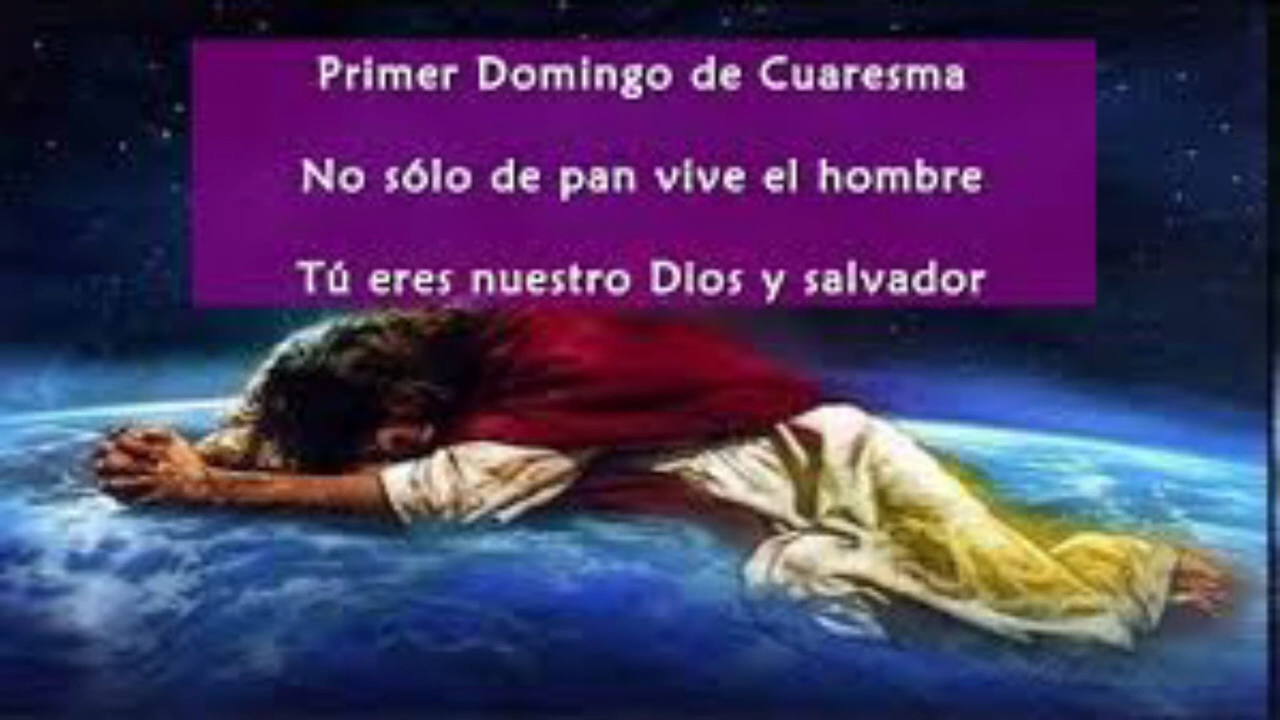 Primer Domingo de Cuaresma
No sólo de pan vive el hombre
Tú eres nuestro Dios y salvador